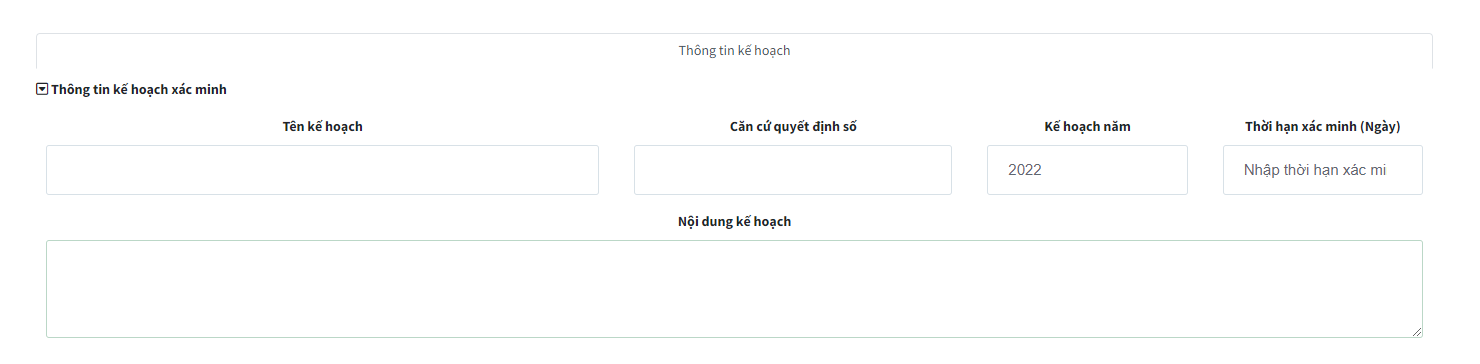 Thông tin kế hoạch
Thông tin kế hoạch xác minh
Tên kế hoạch Căn cứ quyết định số Kế hoạch năm Thời hạn xác minh (Ngày)
2022 Nhập thời hạn xác mi
Nội dung kế hoạch